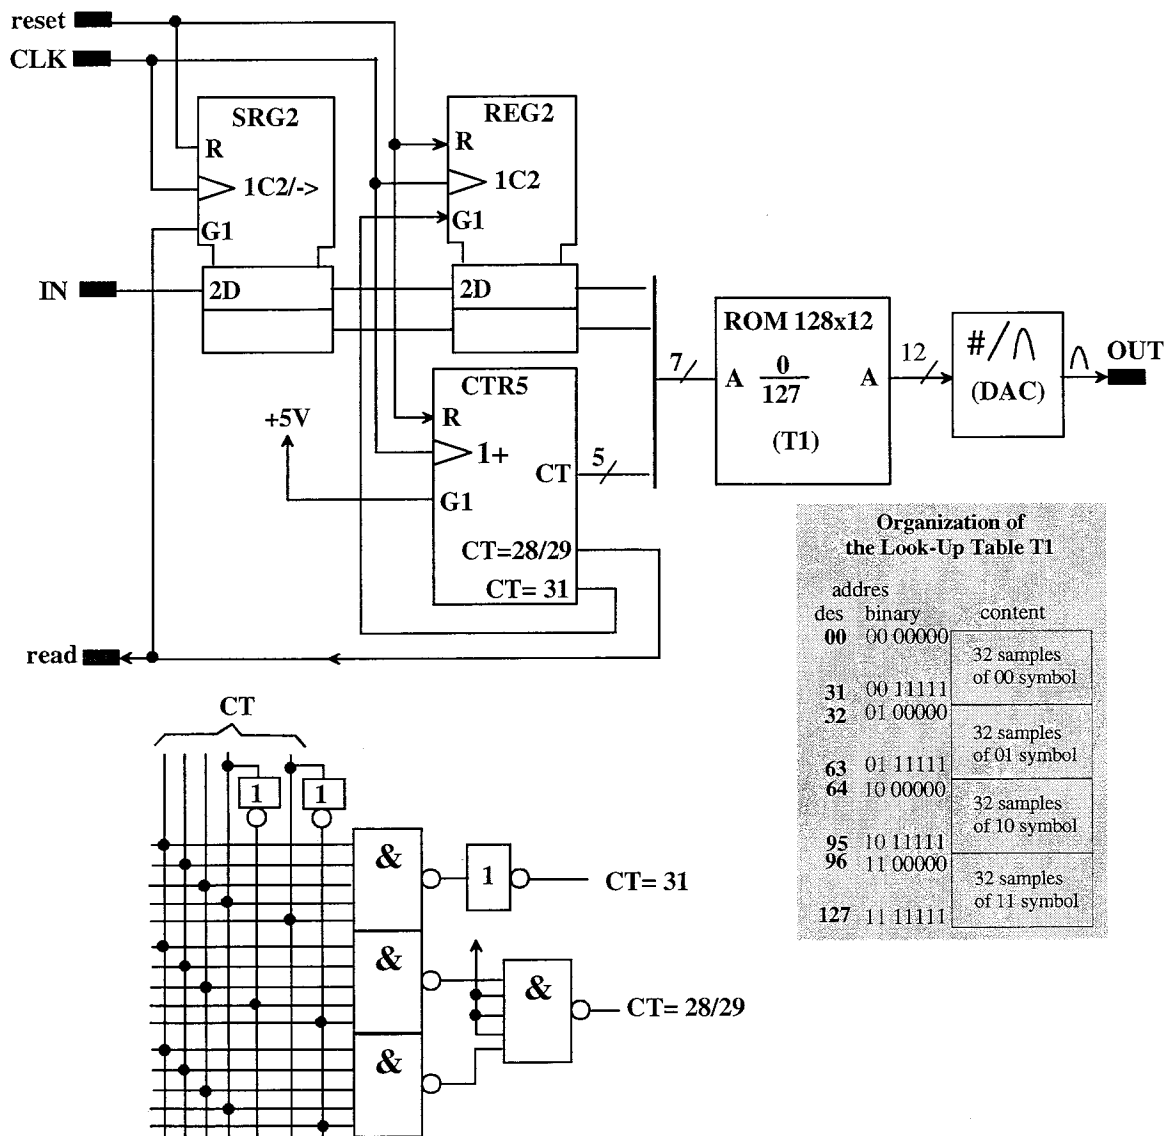 reset
CLK
SRG2
R
1C2/->
G1
REG2
R
1C2
G1
IN
2D
2D
ROM 128x12
A 0/127 A
(T1)
7
12
#/∩
(DAC)
OUT
CTR5
R
+5V
1+
CT
5
G1
CT=28/29
CT= 31
read
Organization of
the Look-Up Table T1
addres
des binary content
00 00 00000
32 samples
of 00 symbol
31 00 11111
32 01 00000
32 samples
of 01 symbol
63 01 11111
64 10 00000
32 samples
of 10 symbol
95 10 11111
96 11 00000
32 samples
of 11 symbol
127 11 11111
CT
1
1
&
1
CT= 31
&
&
CT= 28/29
&